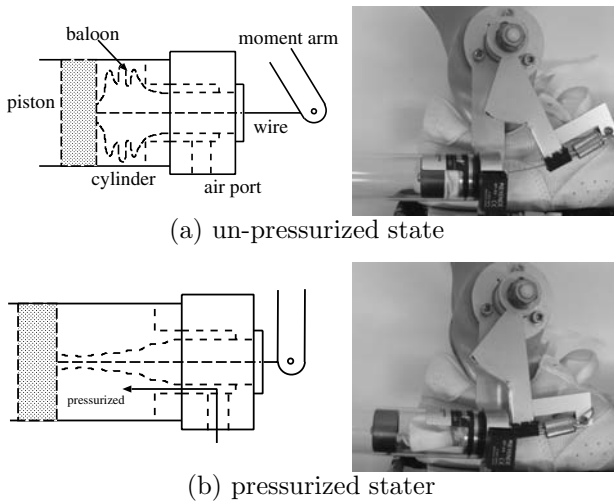 baloon
moment arm
piston
wire
cylinder
air port
(a) un-pressurized state
pressurized
(b) pressurized stater